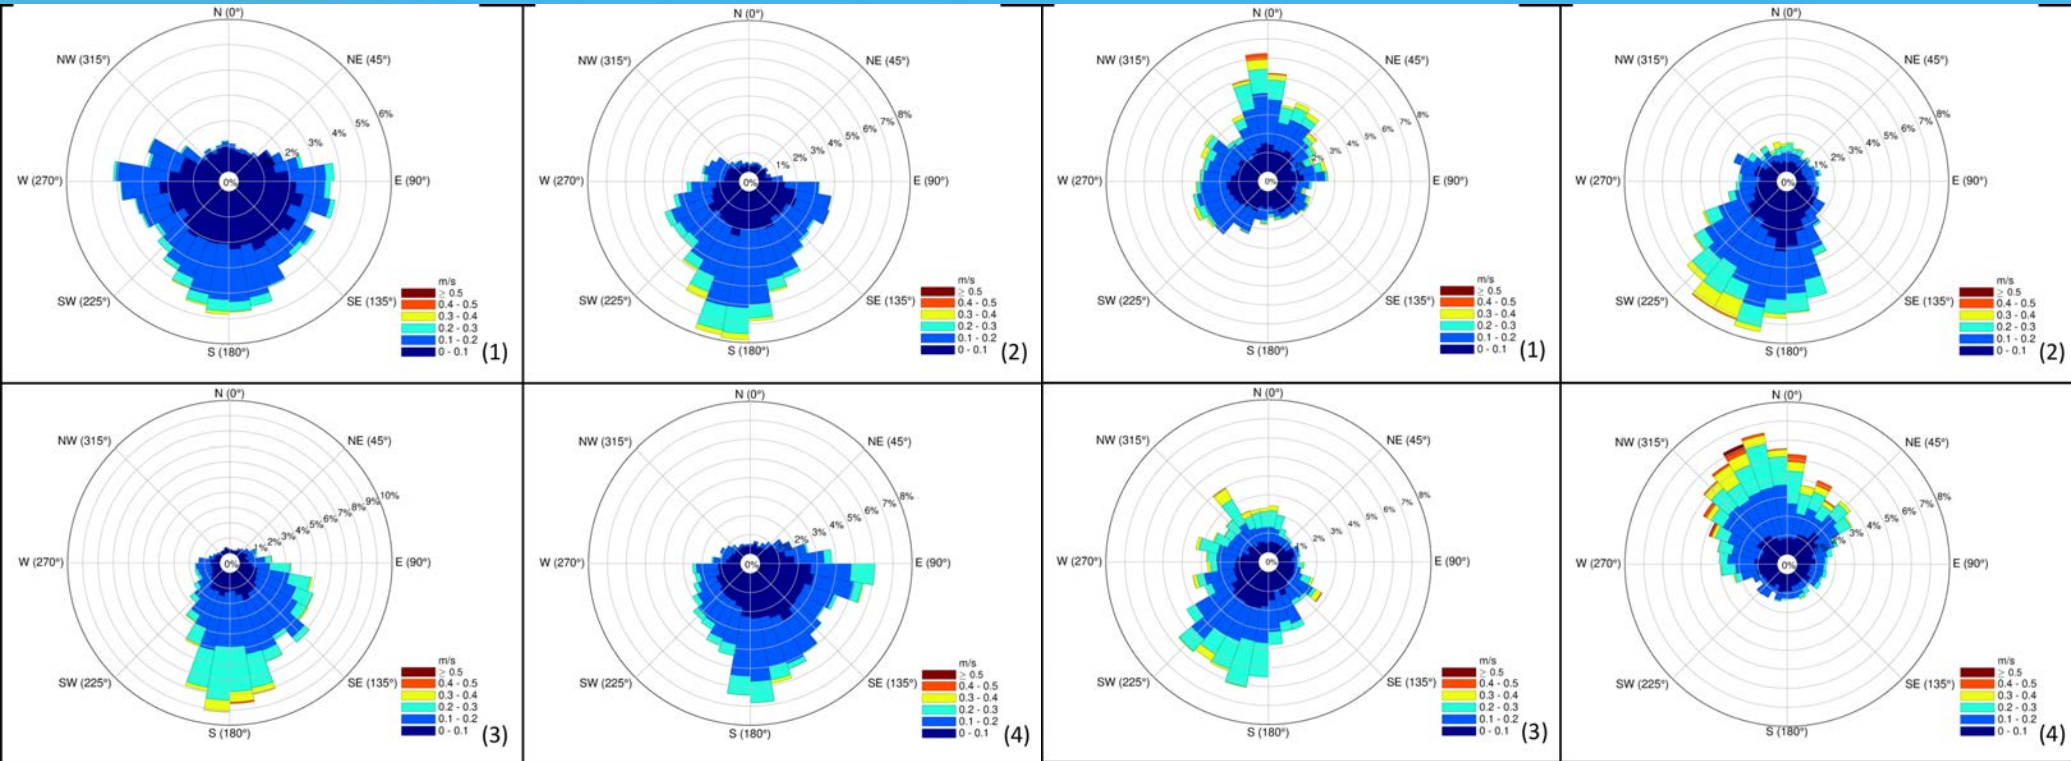 N (0°)
NW (315°) NE (45°)
6%
5%
4%
3%
2%
W (270°) 0% E (90°)
SW (225°) SE (135°)
S (180°)
m/s
≥ 0.5
0.4 - 0.5
0.3 - 0.4
0.2 - 0.3
0.1 - 0.2
0 - 0.1
(1)
N (0°)
NW (315°) NE (45°)
8%
7%
6%
5%
4%
3%
2%
1%
W (270°) 0% E (90°)
SW (225°) SE (135°)
S (180°)
m/s
≥ 0.5
0.4 - 0.5
0.3 - 0.4
0.2 - 0.3
0.1 - 0.2
0 - 0.1
(2)
N (0°)
NW (315°) NE (45°)
8%
7%
6%
5%
4%
3%
2%
W (270°) 0% E (90°)
SW (225°) SE (135°)
S (180°)
m/s
≥ 0.5
0.4 - 0.5
0.3 - 0.4
0.2 - 0.3
0.1 - 0.2
0 - 0.1
(1)
N (0°)
NW (315°) NE (45°)
8%
7%
6%
5%
4%
3%
2%
1%
W (270°) 0% E (90°)
SW (225°) SE (135°)
S (180°)
m/s
≥ 0.5
0.4 - 0.5
0.3 - 0.4
0.2 - 0.3
0.1 - 0.2
0 - 0.1
(2)
N (0°)
NW (315°) NE (45°)
10%
9%
8%
7%
6%
5%
4%
3%
2%
1%
W (270°) 0% E (90°)
SW (225°) SE (135°)
S (180°)
m/s
≥ 0.5
0.4 - 0.5
0.3 - 0.4
0.2 - 0.3
0.1 - 0.2
0 - 0.1
(3)
N (0°)
NW (315°) NE (45°)
8%
7%
6%
5%
4%
3%
2%
W (270°) 0% E (90°)
SW (225°) SE (135°)
S (180°)
m/s
≥ 0.5
0.4 - 0.5
0.3 - 0.4
0.2 - 0.3
0.1 - 0.2
0 - 0.1
(4)
N (0°)
NW (315°) NE (45°)
8%
7%
6%
5%
4%
3%
2%
1%
W (270°) 0% E (90°)
SW (225°) SE (135°)
S (180°)
m/s
≥ 0.5
0.4 - 0.5
0.3 - 0.4
0.2 - 0.3
0.1 - 0.2
0 - 0.1
(3)
N (0°)
NW (315°) NE (45°)
8%
7%
6%
5%
4%
3%
2%
W (270°) 0% E (90°)
SW (225°) SE (135°)
S (180°)
m/s
≥ 0.5
0.4 - 0.5
0.3 - 0.4
0.2 - 0.3
0.1 - 0.2
0 - 0.1
(4)